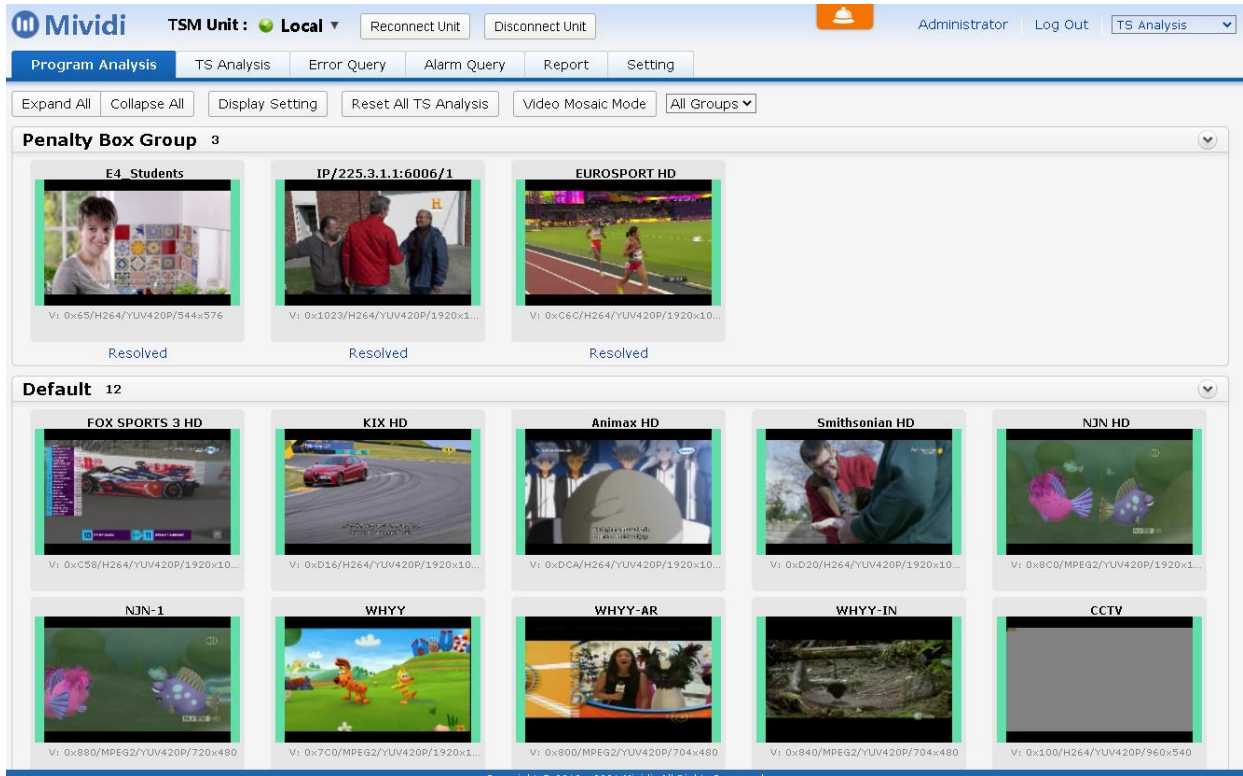 Mividi TSM Unit : Local ▼ Reconnect Unit Disconnect Unit Administrator Log Out TS Analysis
Program Analysis TS Analysis Error Query Alarm Query Report Setting
Expand All Collapse All Display Setting Reset All TS Analysis Video Mosaic Mode All Groups
Penalty Box Group 3
E4_Students IP/225.3.1.1:6006/1 EUROSPORT HD
H
V: 0x65/H264/YUV420P/544x576 V: 0x1023/H264/YUV420P/1920x1... V: 0xC6C/H264/YUV420P/1920x10...
Resolved Resolved Resolved
Default 12
FOX SPORTS 3 HD KIX HD Animax HD Smithsonian HD NJN HD
V: 0xC58/H264/YUV420P/1920x10... V: 0xD16/H264/YUV420P/1920x10... V: 0xDCA/H264/YUV420P/1920x10... V: 0xD20/H264/YUV420P/1920x10... V: 0x8C0/MPEG2/YUV420P/1920x1...
NJN-1 WHYY WHYY-AR WHYY-IN CCTV
V: 0x880/MPEG2/YUV420P/720x480 V: 0x7C0/MPEG2/YUV420P/1920x1... V: 0x800/MPEG2/YUV420P/704x480 V: 0x840/MPEG2/YUV420P/704x480 V: 0x100/H264/YUV420P/960x540